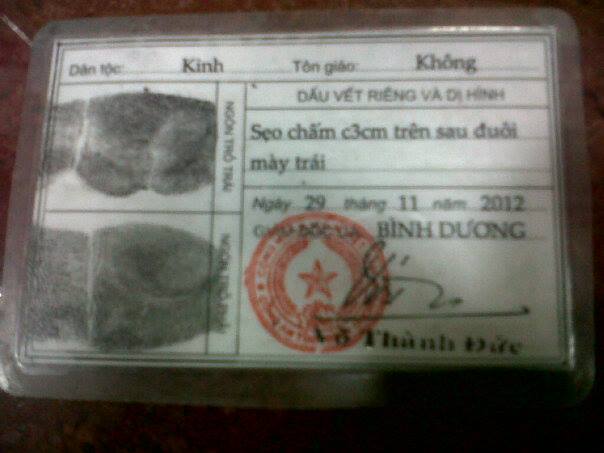 Dân tộc: Kinh Tôn giáo: Không
NGÓN TRỎ TRÁI
DẤU VẾT RIÊNG VÀ DỊ HÌNH
Sẹo chấm c3cm trên sau đuôi
mày trái
Ngày 29 tháng 11 năm 2012
GIÁM ĐỐC CA. BÌNH DƯƠNG
NGÓN TRỎ PHẢI
Võ Thành Đức